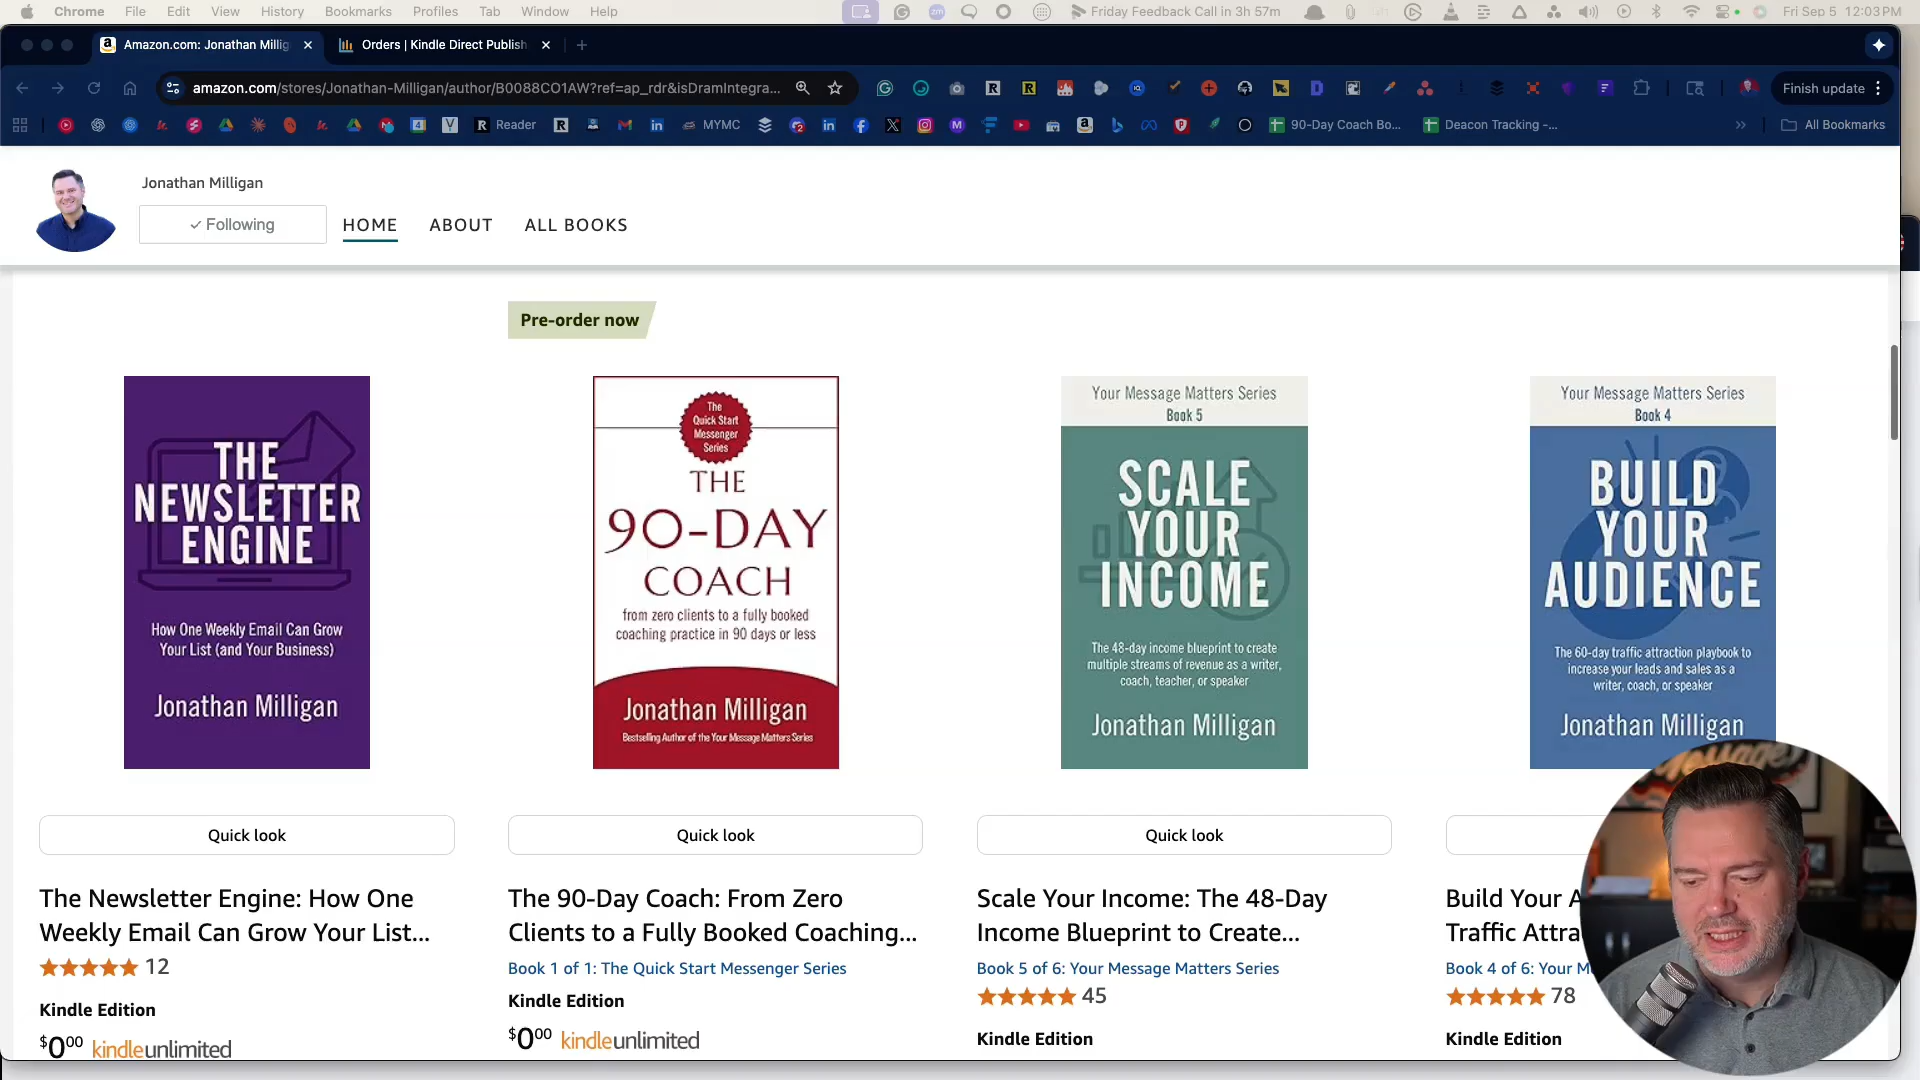 Chrome File Edit View History Bookmarks Profiles Tab Window Help Friday Feedback Call in 3h 57m Fri Sep 5 12:03 PM
Amazon.com: Jonathan Millig Orders | Kindle Direct Publish
amazon.com/stores/Jonathan-Milligan/author/B0088CO1AW?ref=ap_rdr&isDramIntegra... Finish update
Reader MYMC 90-Day Coach Bo... Deacon Tracking -... All Bookmarks
Jonathan Milligan
Following HOME ABOUT ALL BOOKS
Pre-order now
THE
NEWSLETTER
ENGINE
How One Weekly Email Can Grow
Your List (and Your Business)
Jonathan Milligan
The
Quick Start
Messenger
Series
THE
90-DAY
COACH
from zero clients to a fully booked
coaching practice in 90 days or less
Jonathan Milligan
Bestselling Author of the Your Message Matters Series
Your Message Matters Series
Book 5
SCALE
YOUR
INCOME
The 48-day income blueprint to create
multiple streams of revenue as a writer,
coach, teacher, or speaker
Jonathan Milligan
Your Message Matters Series
Book 4
BUILD
YOUR
AUDIENCE
The 60-day traffic attraction playbook to
increase your leads and sales as a
writer, coach, or speaker
Jonathan Milligan
Quick look Quick look Quick look
The Newsletter Engine: How One
Weekly Email Can Grow Your List...
12
Kindle Edition
$0.00 kindleunlimited
The 90-Day Coach: From Zero
Clients to a Fully Booked Coaching...
Book 1 of 1: The Quick Start Messenger Series
Kindle Edition
$0.00 kindleunlimited
Scale Your Income: The 48-Day
Income Blueprint to Create...
Book 5 of 6: Your Message Matters Series
45
Kindle Edition
Build Your A
Traffic Attra
Book 4 of 6: Your M
78
Kindle Edition